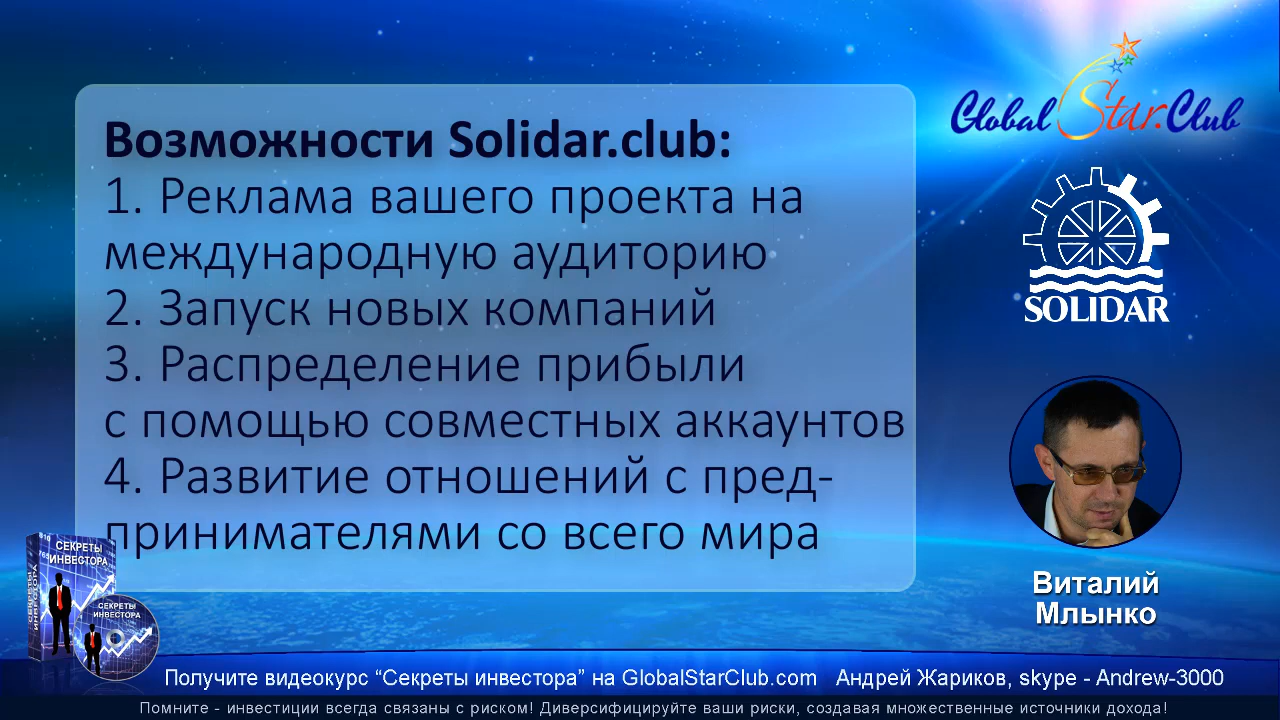 Возможности Solidar.club:
1. Реклама вашего проекта на
международную аудиторию
2. Запуск новых компаний
3. Распределение прибыли
с помощью совместных аккаунтов
4. Развитие отношений с пред-
принимателями со всего мира
Global Star.Club
SOLIDAR
Виталий
Млынко
СЕКРЕТЫ
ИНВЕСТОРА
СЕКРЕТЫ
ИНВЕСТОРА
СЕКРЕТЫ
ИНВЕСТОРА
Получите видеокурс “Секреты инвестора” на GlobalStarClub.com Андрей Жариков, skype - Andrew-3000
Помните - инвестиции всегда связаны с риском! Диверсифицируйте ваши риски, создавая множественные источники дохода!